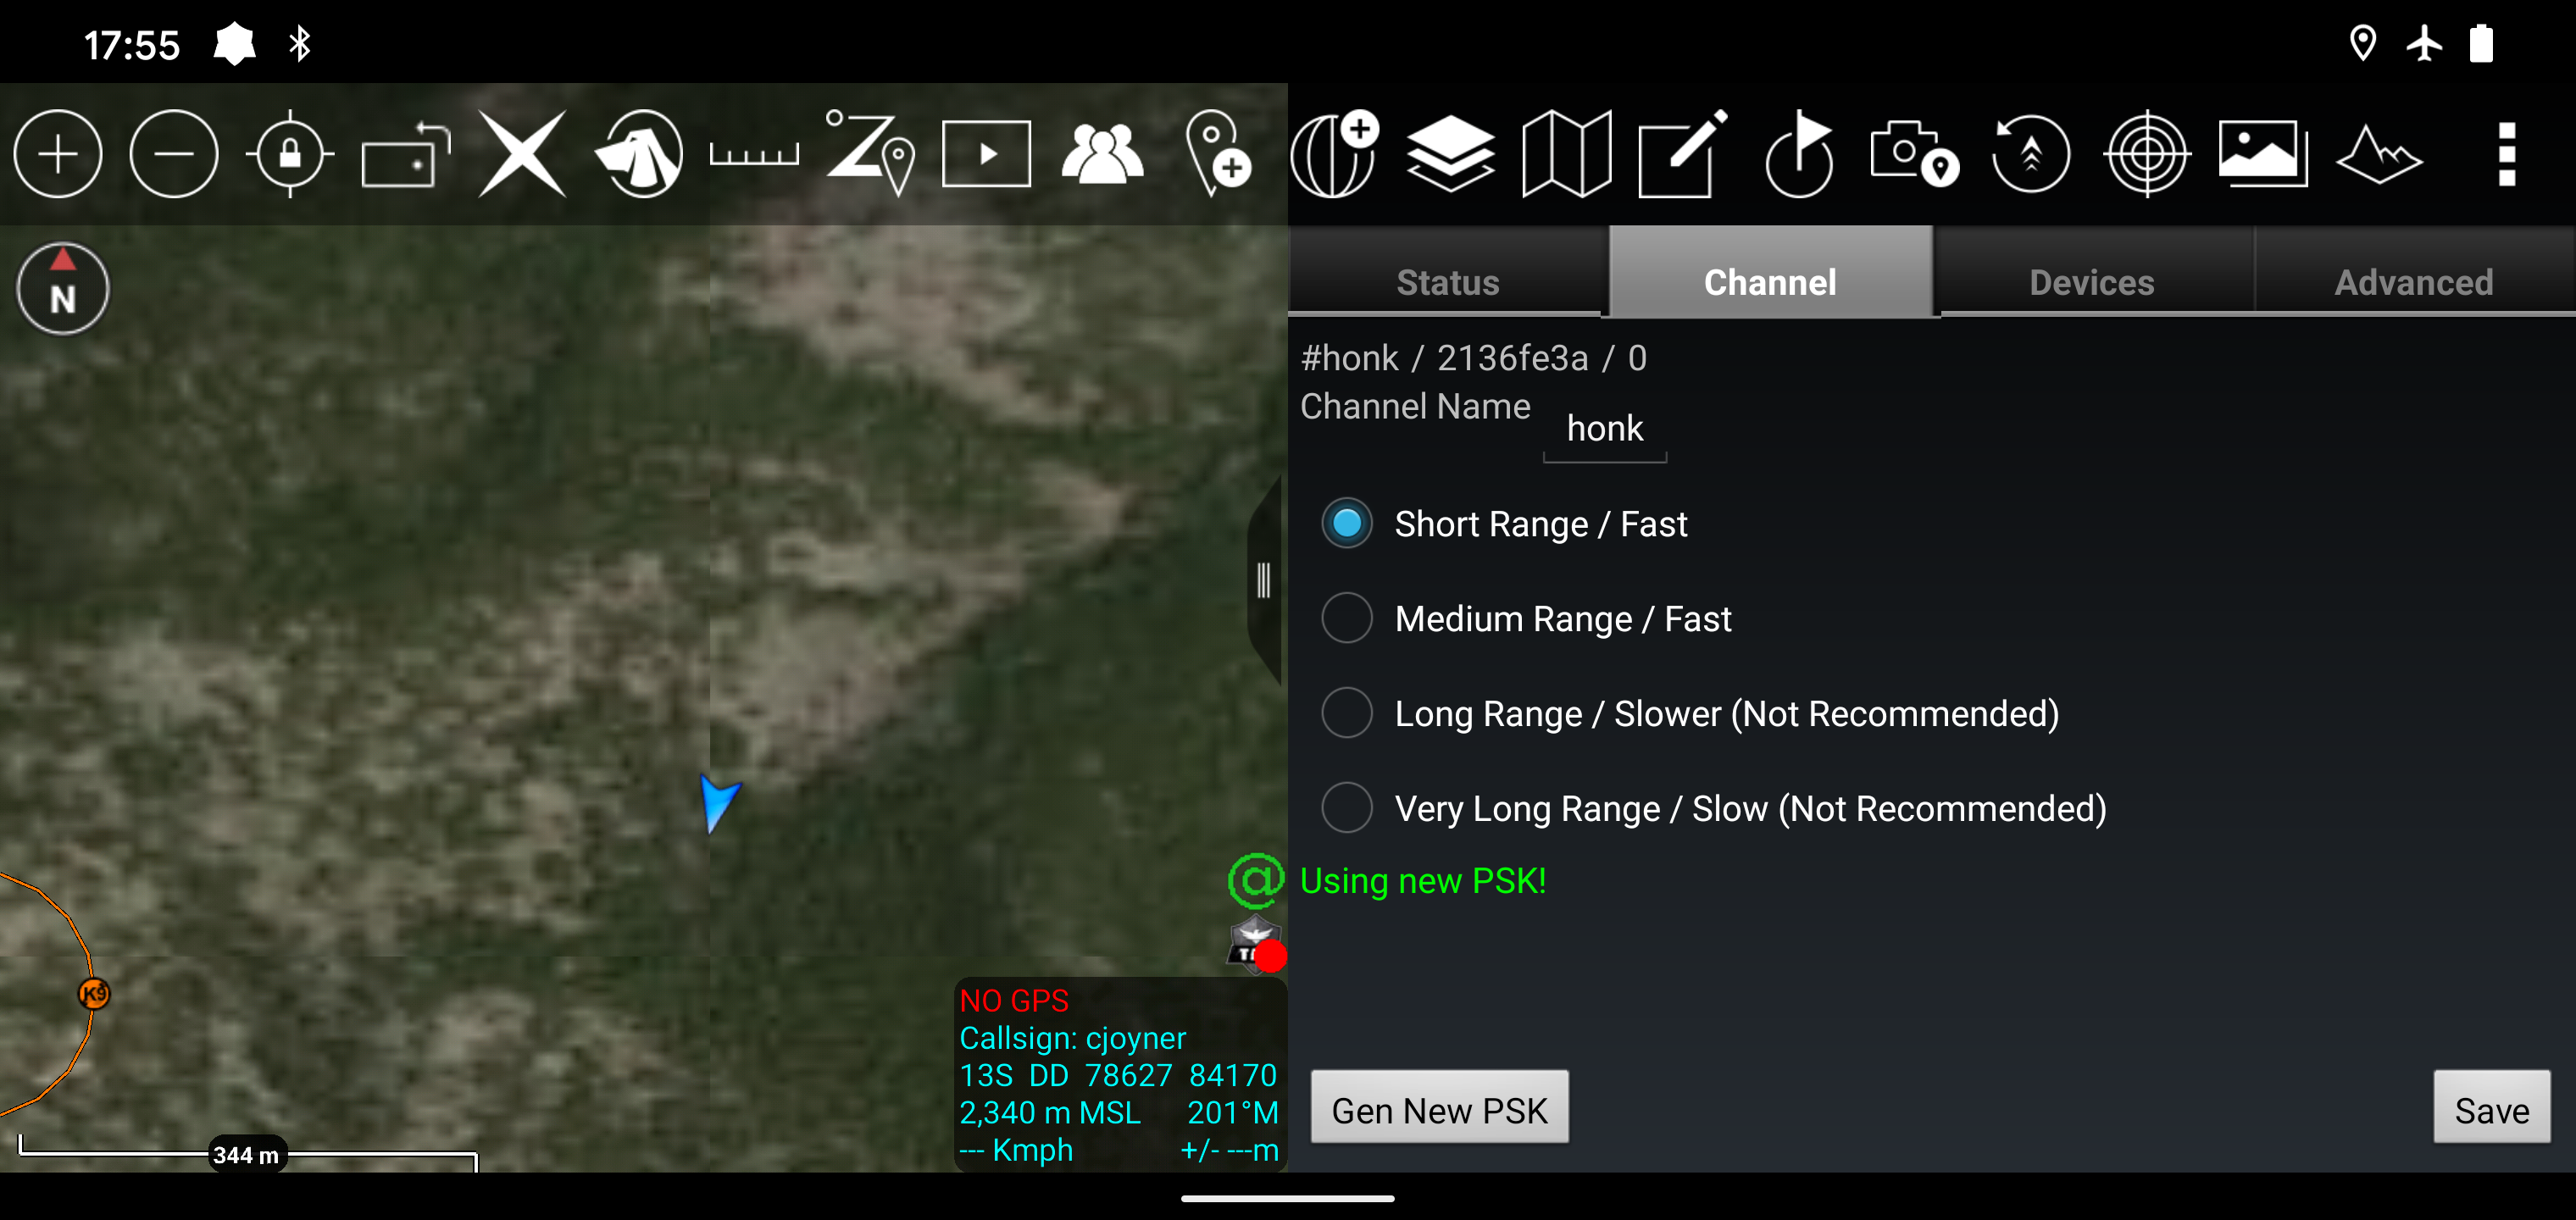 17:55
N
Status
Channel
Devices
Advanced
#honk / 2136fe3a / 0
Channel Name
honk
Short Range / Fast
Medium Range / Fast
Long Range / Slower (Not Recommended)
Very Long Range / Slow (Not Recommended)
@
Using new PSK!
K9
NO GPS
Callsign: cjoyner
13S DD 78627 84170
2,340 m MSL 201°M
--- Kmph +/- ---m
344 m
Gen New PSK
Save